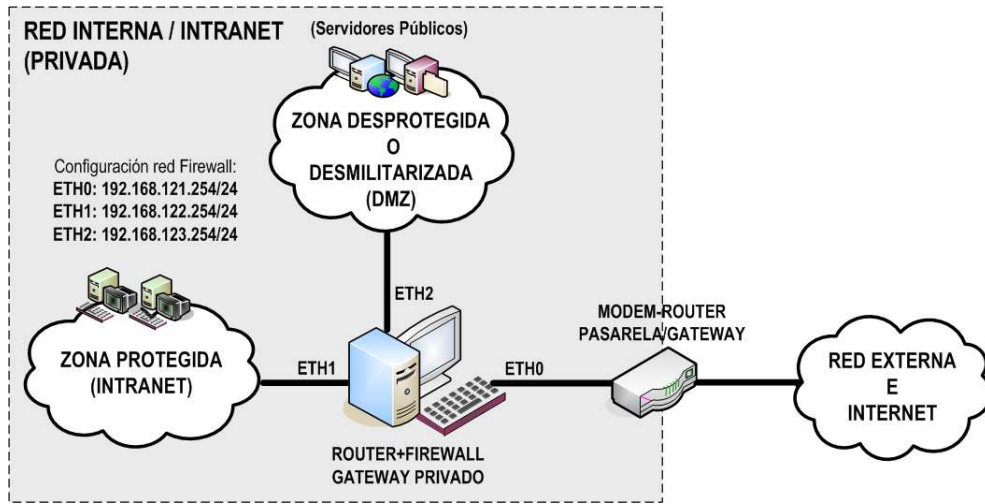 RED INTERNA / INTRANET
(PRIVADA)
(Servidores Públicos)
ZONA DESPROTEGIDA
O
DESMILITARIZADA
(DMZ)
Configuración red Firewall:
ETH0: 192.168.121.254/24
ETH1: 192.168.122.254/24
ETH2: 192.168.123.254/24
ETH2
ZONA PROTEGIDA
(INTRANET)
ETH1
ETH0
ROUTER+FIREWALL
GATEWAY PRIVADO
MODEM-ROUTER
PASARELA/GATEWAY
RED EXTERNA
E
INTERNET